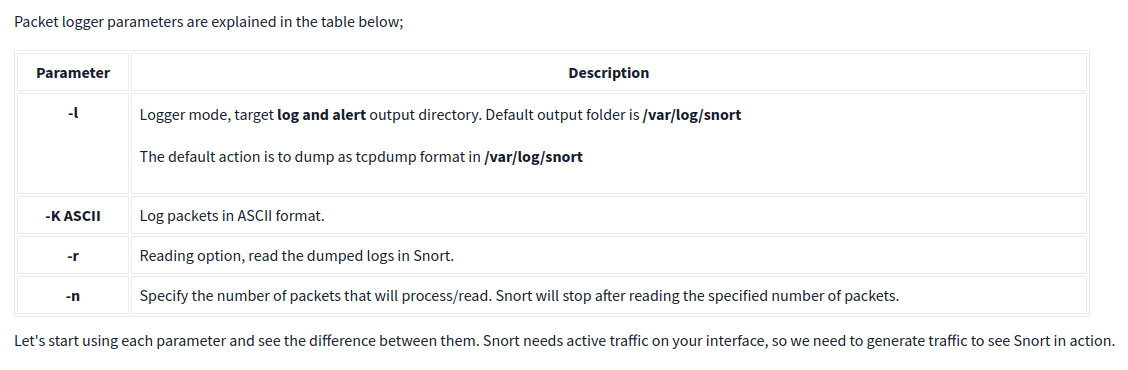 Packet logger parameters are explained in the table below;
Parameter Description
-l Logger mode, target log and alert output directory. Default output folder is /var/log/snort
The default action is to dump as tcpdump format in /var/log/snort
-K ASCII Log packets in ASCII format.
-r Reading option, read the dumped logs in Snort.
-n Specify the number of packets that will process/read. Snort will stop after reading the specified number of packets.
Let's start using each parameter and see the difference between them. Snort needs active traffic on your interface, so we need to generate traffic to see Snort in action.